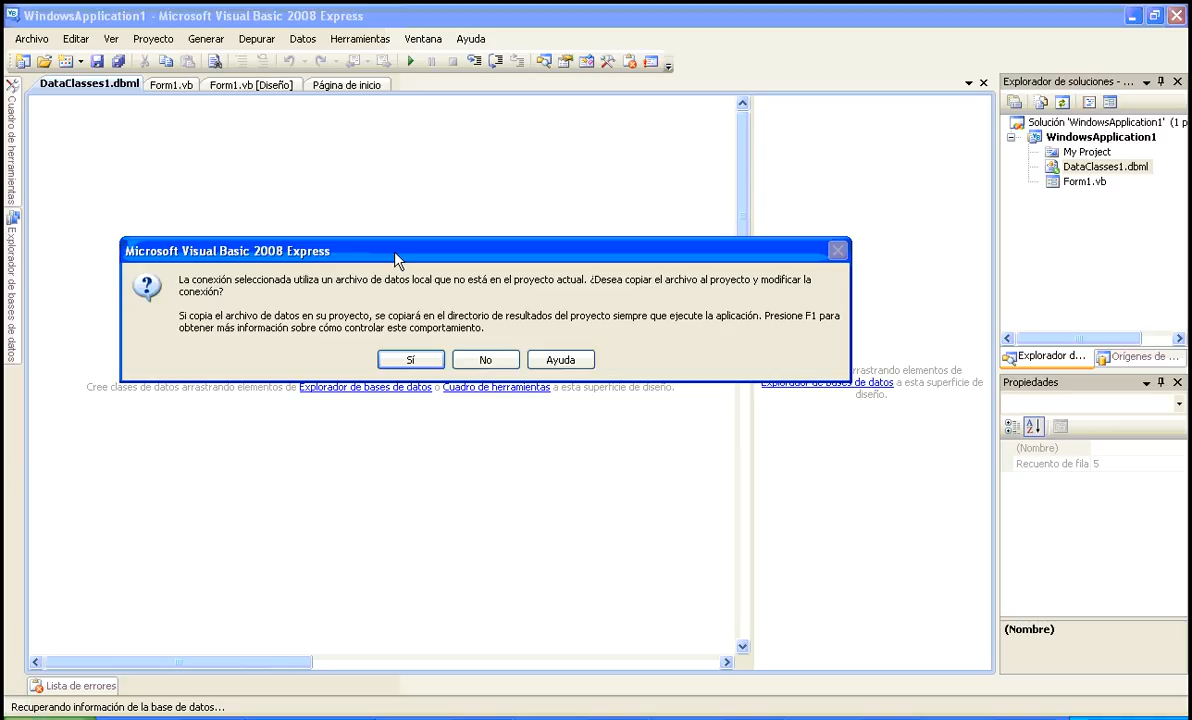 WindowsApplication1 - Microsoft Visual Basic 2008 Express
Archivo Editar Ver Proyecto Generar Depurar Datos Herramientas Ventana Ayuda
DataClasses1.dbml Form1.vb Form1.vb [Diseño] Página de inicio
Cuadro de herramientas
Explorador de bases de datos
Microsoft Visual Basic 2008 Express
La conexión seleccionada utiliza un archivo de datos local que no está en el proyecto actual. ¿Desea copiar el archivo al proyecto y modificar la
conexión?
Si copia el archivo de datos en su proyecto, se copiará en el directorio de resultados del proyecto siempre que ejecute la aplicación. Presione F1 para
obtener más información sobre cómo controlar este comportamiento.
Sí No Ayuda
Cree clases de datos arrastrando elementos de Explorador de bases de datos o Cuadro de herramientas a esta superficie de diseño.
arrastrando elementos de
Explorador de bases de datos a esta superficie de
diseño.
Explorador de soluciones - ...
Solución 'WindowsApplication1' (1 p
WindowsApplication1
My Project
DataClasses1.dbml
Form1.vb
Explorador d... Orígenes de ...
Propiedades
(Nombre)
Recuento de fila 5
(Nombre)
Lista de errores
Recuperando información de la base de datos...